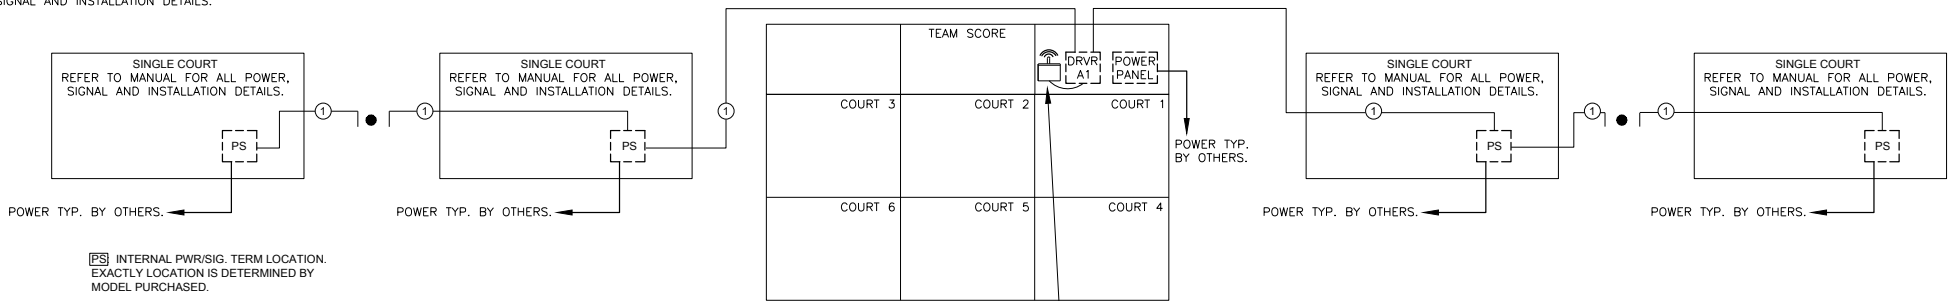 SIGNAL AND INSTALLATION DETAILS.
SINGLE COURT
REFER TO MANUAL FOR ALL POWER,
SIGNAL AND INSTALLATION DETAILS.
1
PS
POWER TYP. BY OTHERS.
SINGLE COURT
REFER TO MANUAL FOR ALL POWER,
SIGNAL AND INSTALLATION DETAILS.
1
PS
POWER TYP. BY OTHERS.
1
TEAM SCORE
DRVR
A1
POWER
PANEL
COURT 3
COURT 2
COURT 1
COURT 6
COURT 5
COURT 4
POWER TYP.
BY OTHERS.
SINGLE COURT
REFER TO MANUAL FOR ALL POWER,
SIGNAL AND INSTALLATION DETAILS.
1
PS
POWER TYP. BY OTHERS.
1
SINGLE COURT
REFER TO MANUAL FOR ALL POWER,
SIGNAL AND INSTALLATION DETAILS.
1
PS
POWER TYP. BY OTHERS.
PS INTERNAL PWR/SIG. TERM LOCATION.
EXACTLY LOCATION IS DETERMINED BY
MODEL PURCHASED.